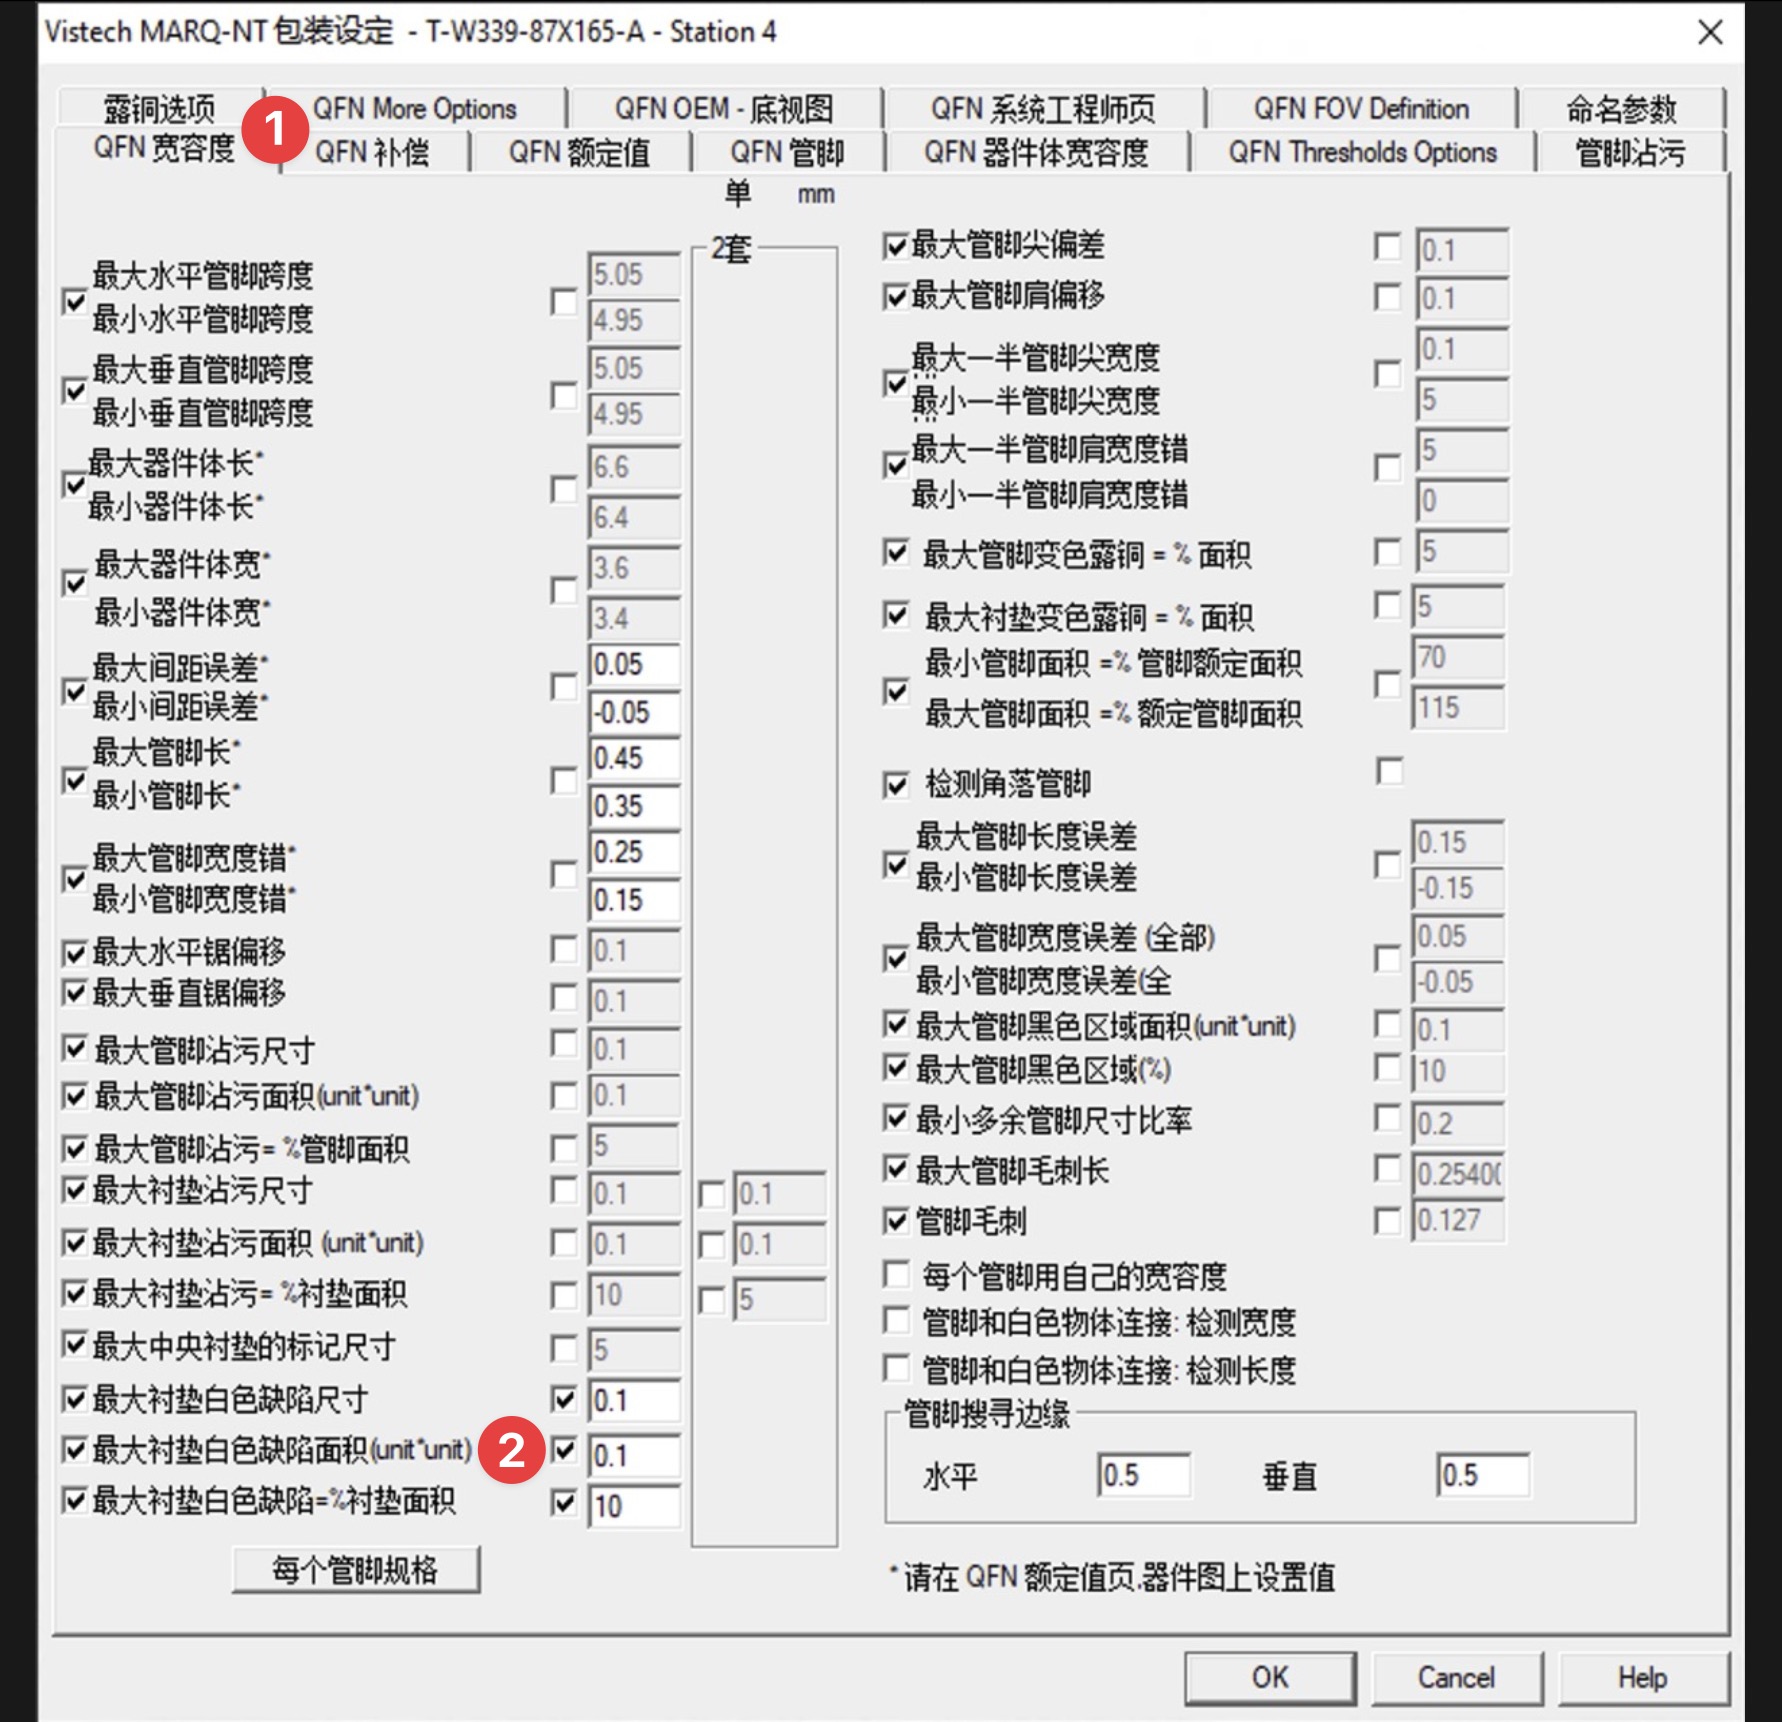 Vistech MARQ-NT 包装设定 - T-W339-87X165-A - Station 4
露铜选项 QFN More Options QFN OEM - 底视图 QFN 系统工程师页 QFN FOV Definition 命名参数
QFN 宽容度 1 QFN 补偿 QFN 额定值 QFN 管脚 QFN 器件体宽容度 QFN Thresholds Options 管脚沾污
单 mm
2套
最大水平管脚跨度 5.05
最小水平管脚跨度 4.95
最大垂直管脚跨度 5.05
最小垂直管脚跨度 4.95
最大器件体长* 6.6
最小器件体长* 6.4
最大器件体宽* 3.6
最小器件体宽* 3.4
最大间距误差* 0.05
最小间距误差* -0.05
最大管脚长* 0.45
最小管脚长* 0.35
最大管脚宽度错* 0.25
最小管脚宽度错* 0.15
最大水平锯偏移 0.1
最大垂直锯偏移 0.1
最大管脚沾污尺寸 0.1
最大管脚沾污面积(unit*unit) 0.1
最大管脚沾污= %管脚面积 5
最大衬垫沾污尺寸 0.1 0.1
最大衬垫沾污面积 (unit*unit) 0.1 0.1
最大衬垫沾污= %衬垫面积 10 5
最大中央衬垫的标记尺寸 5
最大衬垫白色缺陷尺寸 0.1
最大衬垫白色缺陷面积(unit*unit) 2 0.1
最大衬垫白色缺陷=%衬垫面积 10
每个管脚规格
最大管脚尖偏差 0.1
最大管脚肩偏移 0.1
最大一半管脚尖宽度 0.1
最小一半管脚尖宽度 5
最大一半管脚肩宽度错 5
最小一半管脚肩宽度错 0
最大管脚变色露铜 = % 面积 5
最大衬垫变色露铜 = % 面积 5
最小管脚面积 =% 管脚额定面积 70
最大管脚面积 =% 额定管脚面积 115
检测角落管脚
最大管脚长度误差 0.15
最小管脚长度误差 -0.15
最大管脚宽度误差 (全部) 0.05
最小管脚宽度误差(全 -0.05
最大管脚黑色区域面积(unit*unit) 0.1
最大管脚黑色区域(%) 10
最小多余管脚尺寸比率 0.2
最大管脚毛刺长 0.2540
管脚毛刺 0.127
每个管脚用自己的宽容度
管脚和白色物体连接: 检测宽度
管脚和白色物体连接: 检测长度
管脚搜寻边缘
水平 0.5 垂直 0.5
* 请在 QFN 额定值页.器件图上设置值
OK Cancel Help